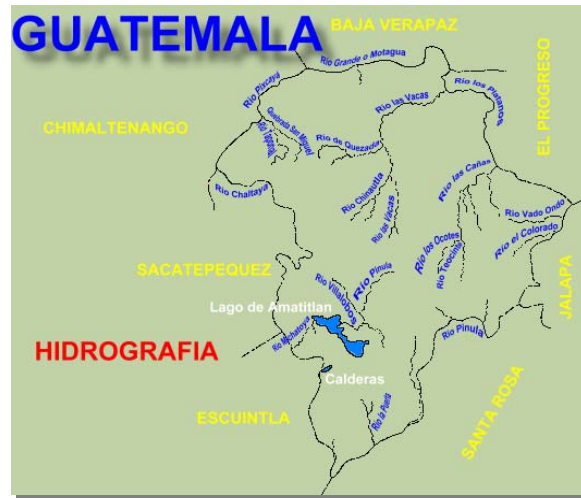 GUATEMALA
BAJA VERAPAZ
Río Grande o Motagua
Río Pixcayá
Río los Platanos
EL PROGRESO
Río las Vacas
CHIMALTENANGO
Quebrada San Miguel
Río de Quezada
Río las Cañas
Río Chaltaya
Río Chinautla
Río las Vacas
Río Vado Ondo
Río el Colorado
Río los Ocotes
Río Teocinte
SACATEPEQUEZ
Río Villalobos
Río Pinula
JALAPA
Lago de Amatitlan
Río Michatoya
HIDROGRAFIA
Río Pinula
Calderas
ESCUINTLA
Río la Puerta
SANTA ROSA